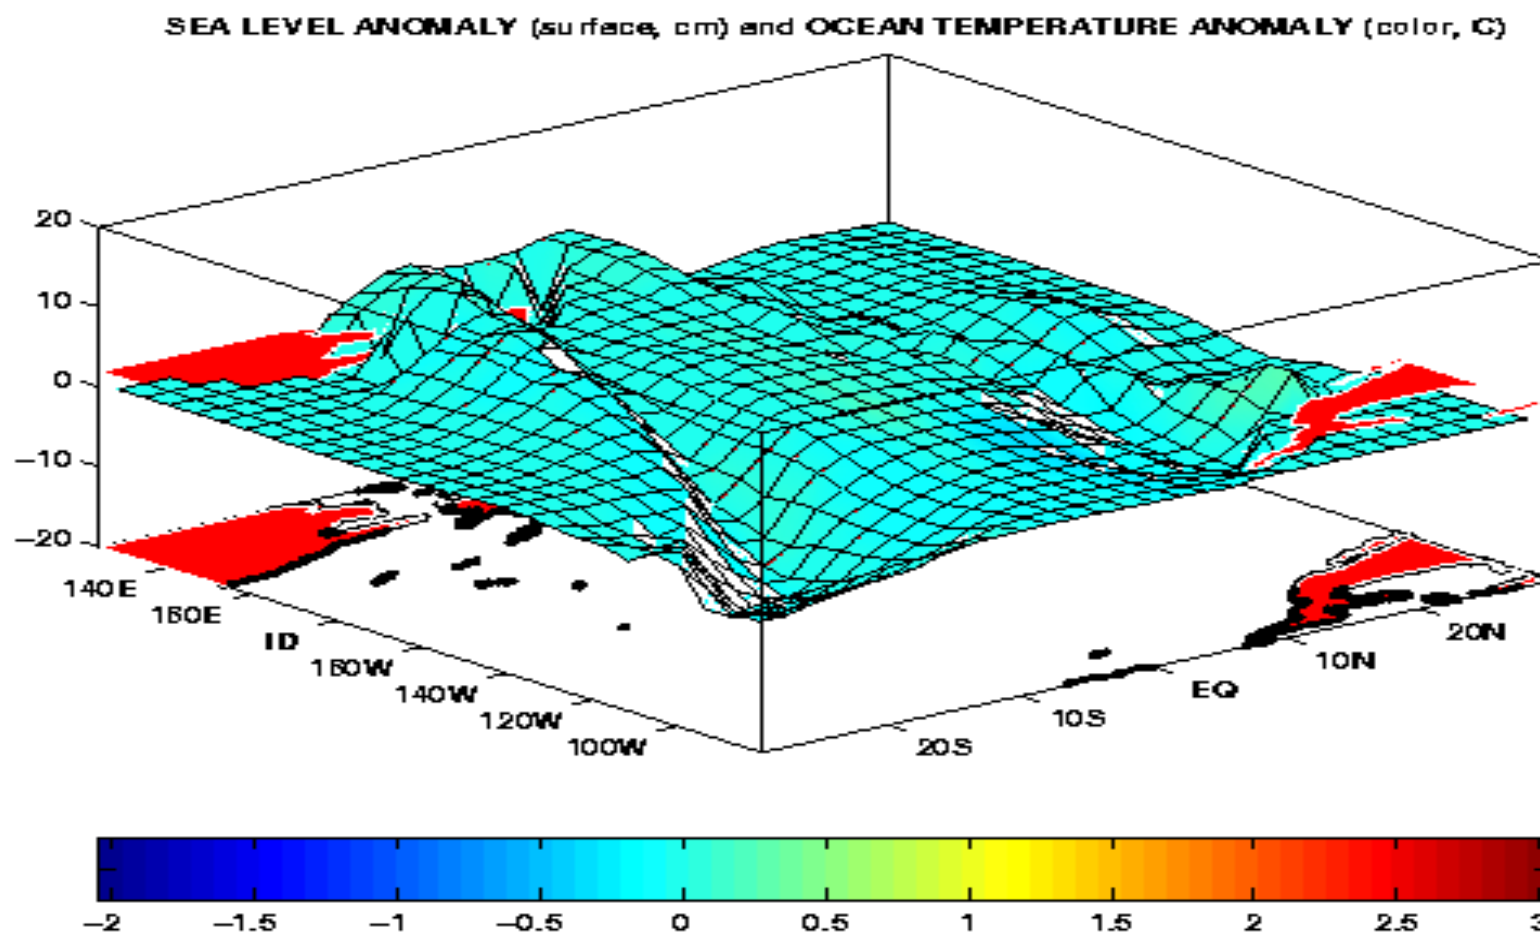 SEA LEVEL ANOMALY (surface, cm) and OCEAN TEMPERATURE ANOMALY (color, C)
20
10
0
−10
−20
140E
160E
ID
160W
140W
120W
100W
20S
10S
EQ
10N
20N
−2 −1.5 −1 −0.5 0 0.5 1 1.5 2 2.5 3